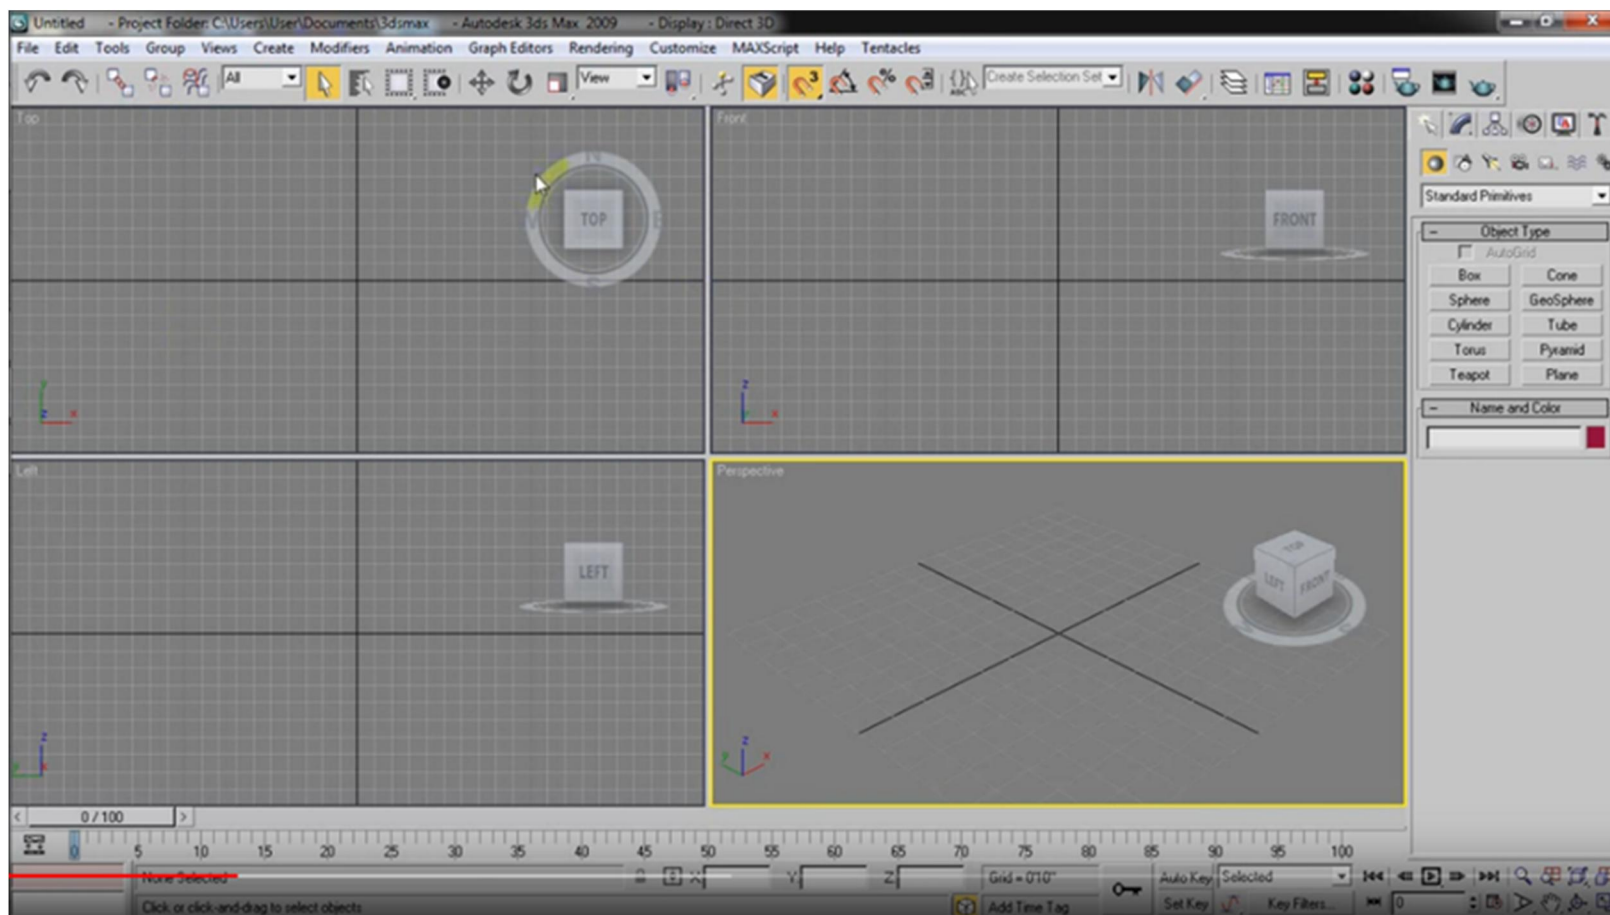 Untitled - Project Folder: C:\Users\User\Documents\3dsmax - Autodesk 3ds Max 2009 - Display : Direct 3D
File Edit Tools Group Views Create Modifiers Animation Graph Editors Rendering Customize MAXScript Help Tentacles
All View 3 Create Selection Set
Top Front
N
W TOP E
S
FRONT
y x z
z x
Standard Primitives
Object Type
AutoGrid
Box Cone
Sphere GeoSphere
Cylinder Tube
Torus Pyramid
Teapot Plane
Name and Color
Left Perspective
LEFT
TOP
LEFT FRONT
z y x
z y x
0 / 100
0 5 10 15 20 25 30 35 40 45 50 55 60 65 70 75 80 85 90 95 100
None Selected X: Y: Z: Grid = 0'10" Auto Key Selected
Click or click-and-drag to select objects Add Time Tag Set Key Key Filters... 0